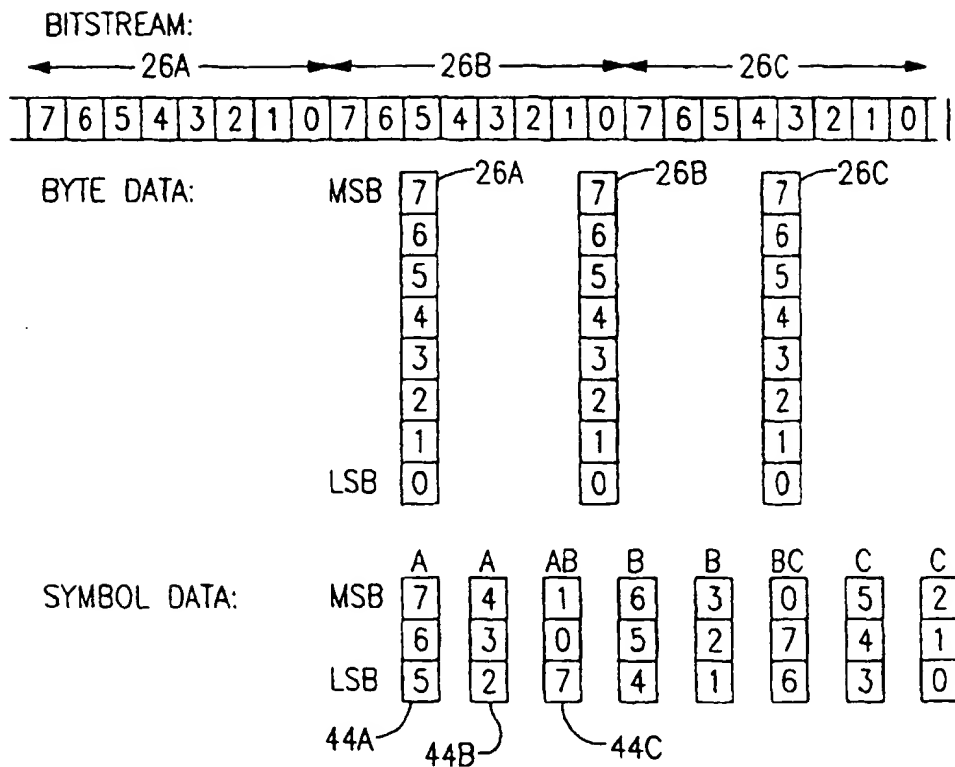 BITSTREAM:
26A 26B 26C
7 6 5 4 3 2 1 0 7 6 5 4 3 2 1 0 7 6 5 4 3 2 1 0
BYTE DATA: MSB 7 26A 7 26B 7 26C
6 6 6
5 5 5
4 4 4
3 3 3
2 2 2
1 1 1
LSB 0 0 0
A A AB B B BC C C
SYMBOL DATA: MSB 7 4 1 6 3 0 5 2
6 3 0 5 2 7 4 1
LSB 5 2 7 4 1 6 3 0
44A 44B 44C